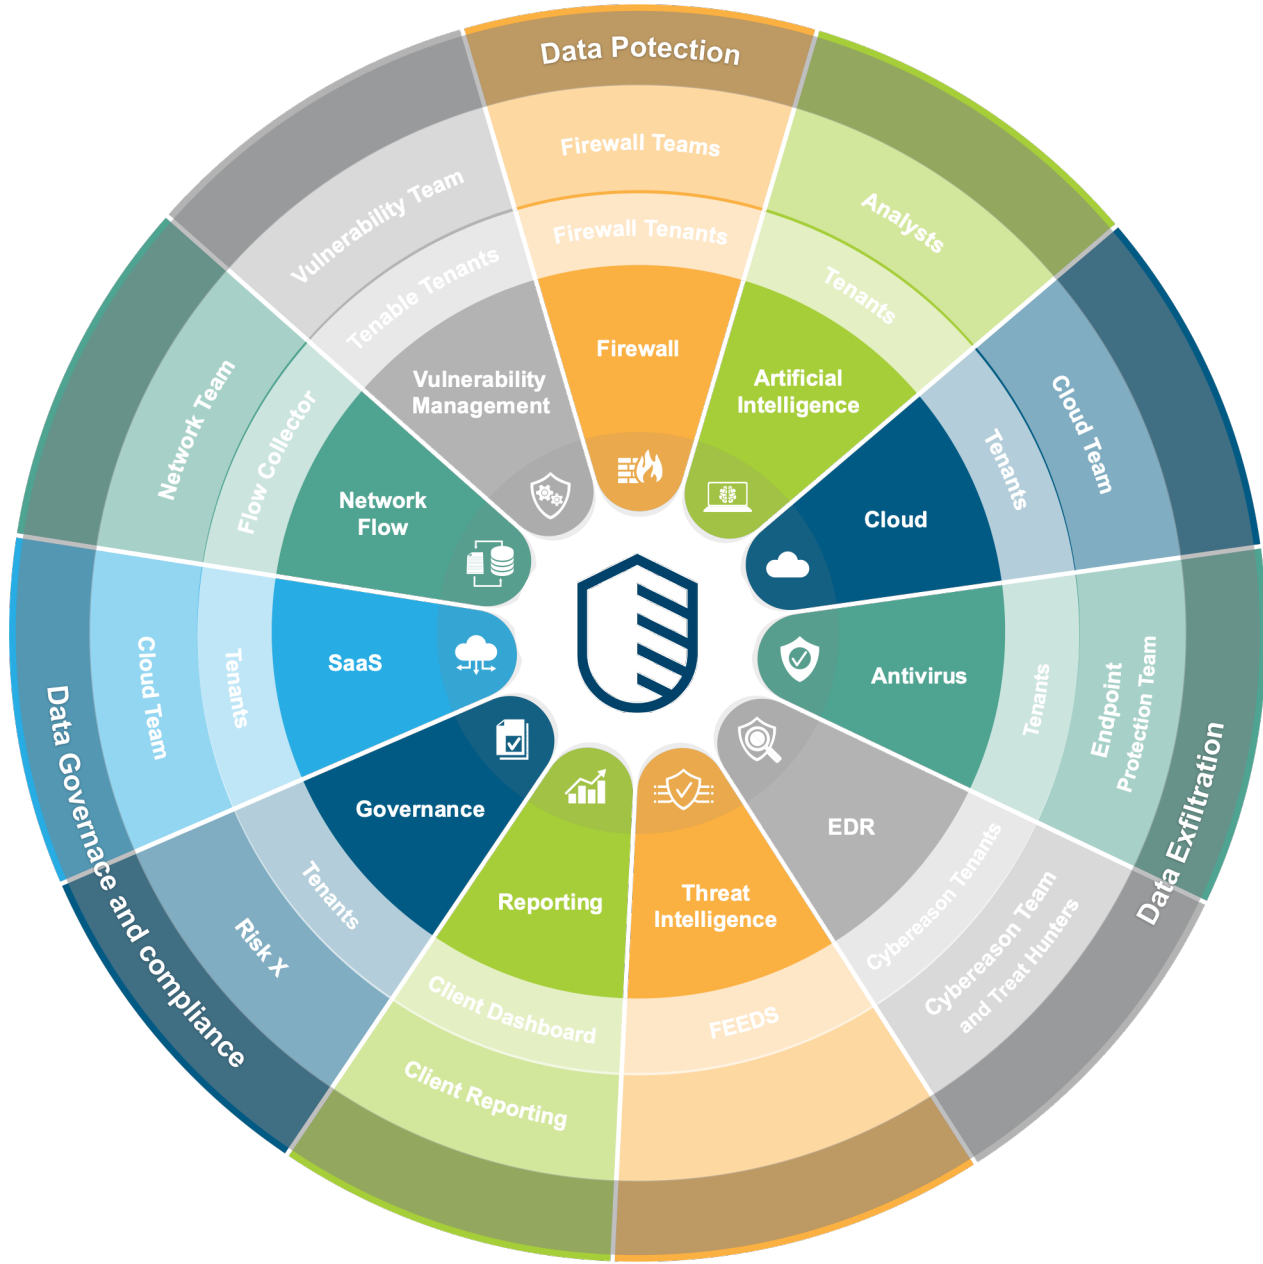 Data Potection
Firewall Teams
Firewall Tenants
Firewall
Analysts
Tenants
Artificial
Intelligence
Cloud Team
Tenants
Cloud
Data Exfiltration
Endpoint
Protection Team
Tenants
Antivirus
Cybereason Team
and Treat Hunters
Cybereason Tenants
EDR
FEEDS
Threat
Intelligence
Client Reporting
Client Dashboard
Reporting
Data Governace and compliance
Risk X
Tenants
Governance
Cloud Team
Tenants
SaaS
Network Team
Flow Collector
Network
Flow
Vulnerability Team
Tenable Tenants
Vulnerability
Management